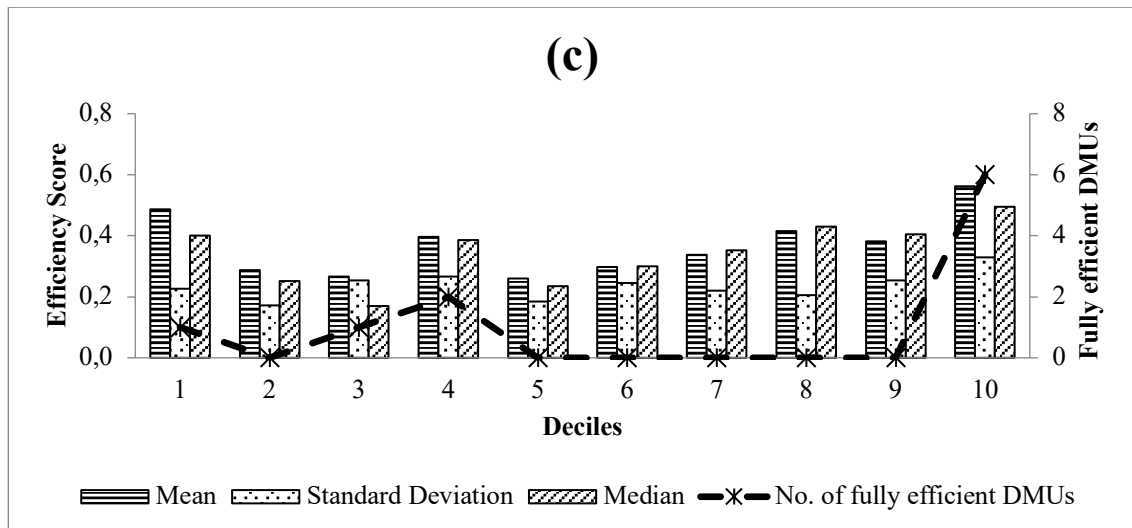 (c)
Efficiency Score
0,8
0,6
0,4
0,2
0,0
8
6
4
2
0
Fully efficient DMUs
1 2 3 4 5 6 7 8 9 10
Deciles
Mean Standard Deviation Median No. of fully efficient DMUs